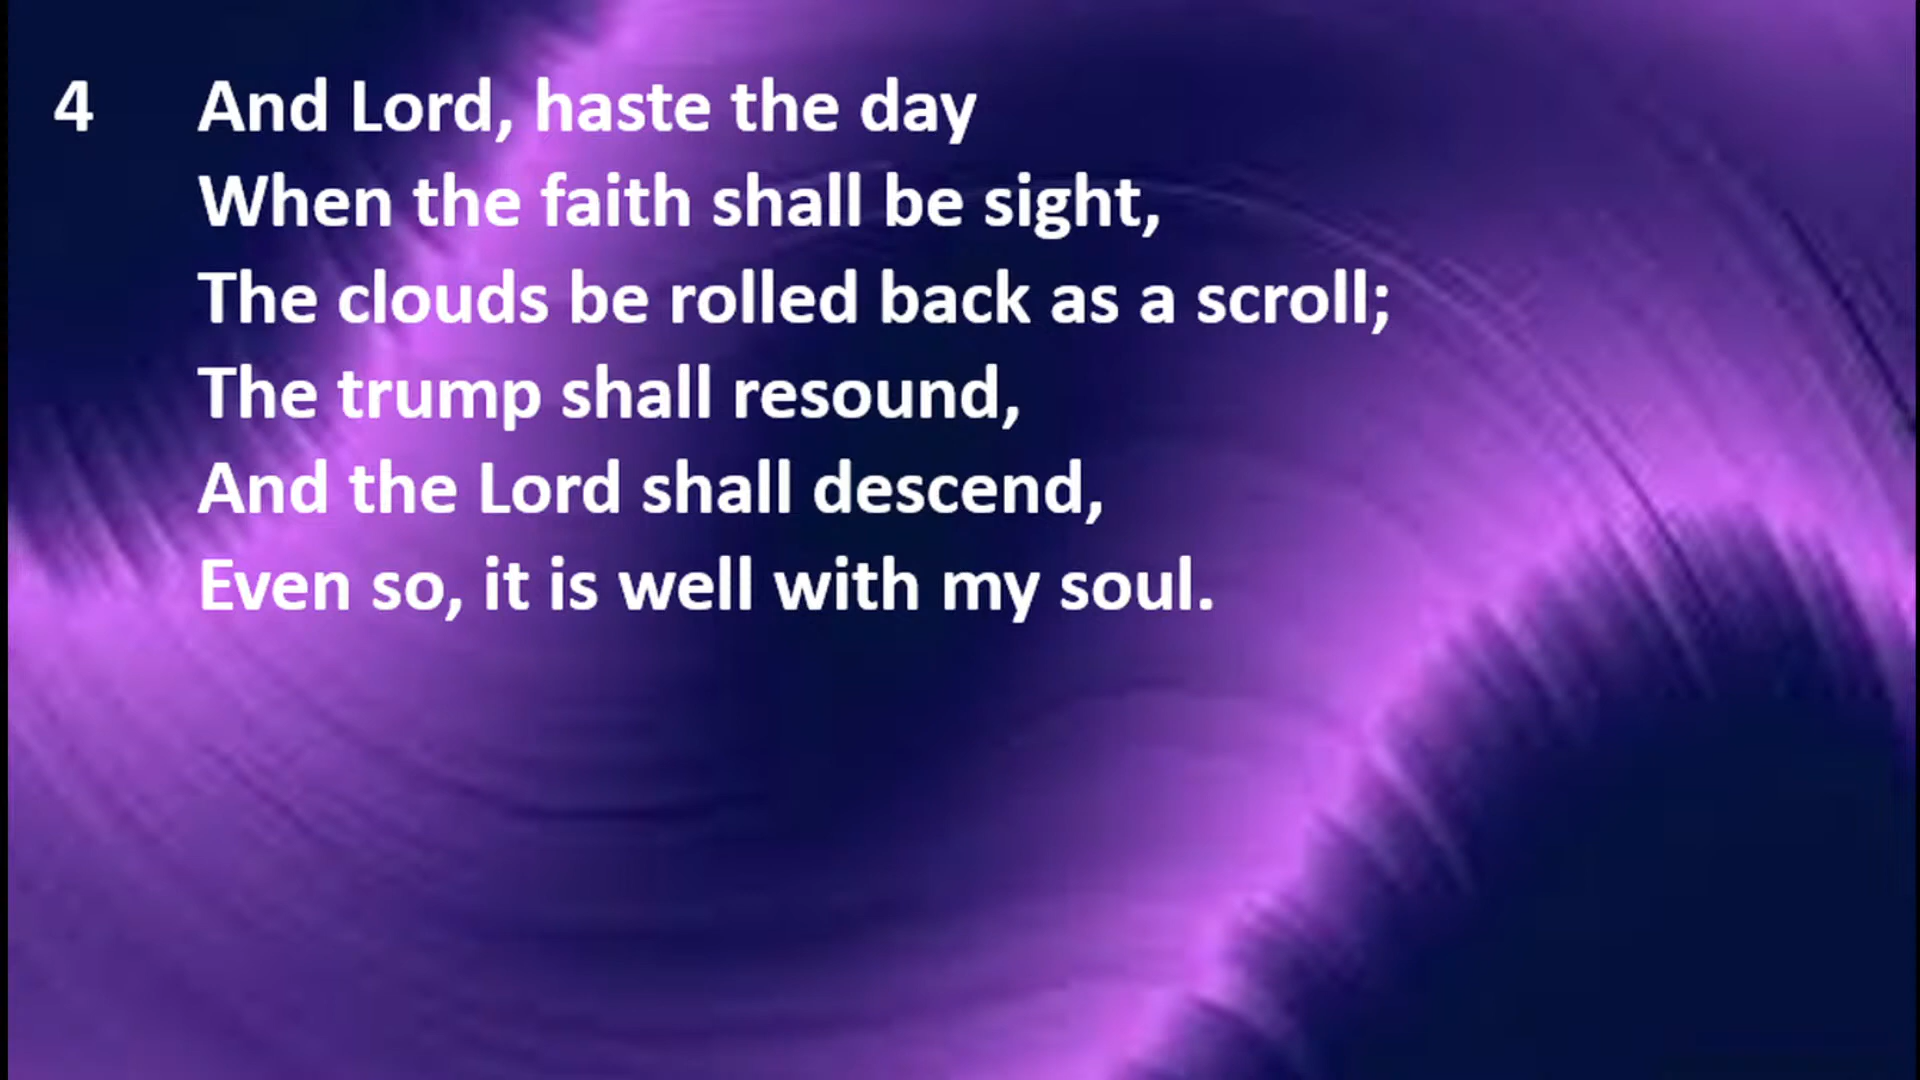 4 And Lord, haste the day
When the faith shall be sight,
The clouds be rolled back as a scroll;
The trump shall resound,
And the Lord shall descend,
Even so, it is well with my soul.